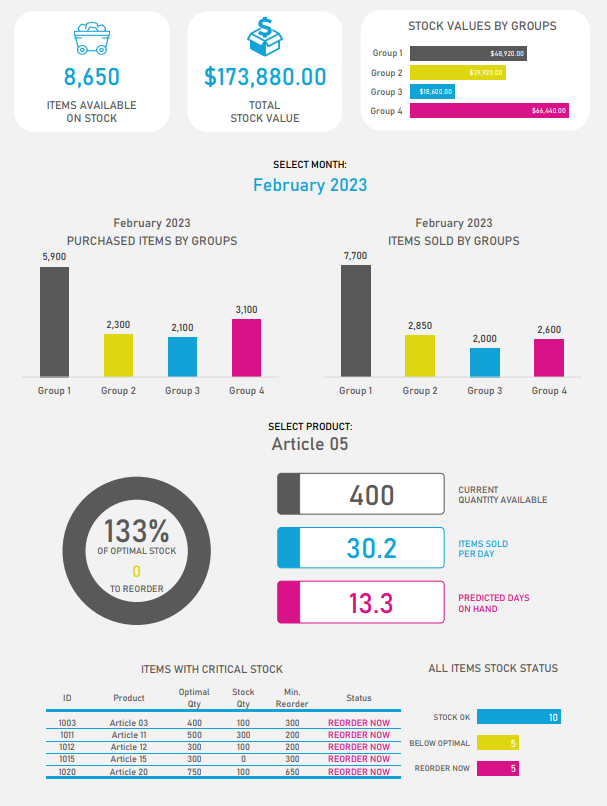 8,650
ITEMS AVAILABLE
ON STOCK
$173,880.00
TOTAL
STOCK VALUE
STOCK VALUES BY GROUPS
Group 1 $48,920.00
Group 2 $39,920.00
Group 3 $18,600.00
Group 4 $66,440.00
SELECT MONTH:
February 2023
February 2023
PURCHASED ITEMS BY GROUPS
5,900
2,300
2,100
3,100
Group 1 Group 2 Group 3 Group 4
February 2023
ITEMS SOLD BY GROUPS
7,700
2,850
2,000
2,600
Group 1 Group 2 Group 3 Group 4
SELECT PRODUCT:
Article 05
133%
OF OPTIMAL STOCK
0
TO REORDER
400
CURRENT
QUANTITY AVAILABLE
30.2
ITEMS SOLD
PER DAY
13.3
PREDICTED DAYS
ON HAND
ITEMS WITH CRITICAL STOCK
ID Product Optimal Qty Stock Qty Min. Reorder Status
1003 Article 03 400 100 300 REORDER NOW
1011 Article 11 500 300 200 REORDER NOW
1012 Article 12 300 100 200 REORDER NOW
1015 Article 15 300 0 300 REORDER NOW
1020 Article 20 750 100 650 REORDER NOW
ALL ITEMS STOCK STATUS
STOCK OK 10
BELOW OPTIMAL 5
REORDER NOW 5